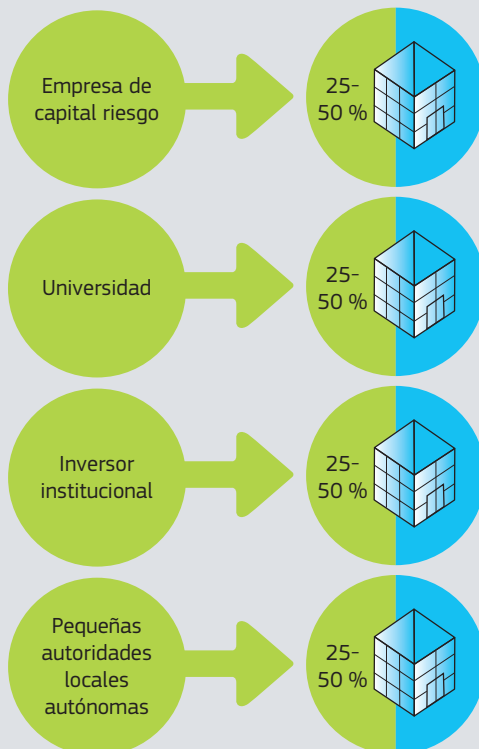 Empresa de
capital riesgo
25-
50 %
Universidad
25-
50 %
Inversor
institucional
25-
50 %
Pequeñas
autoridades
locales
autónomas
25-
50 %